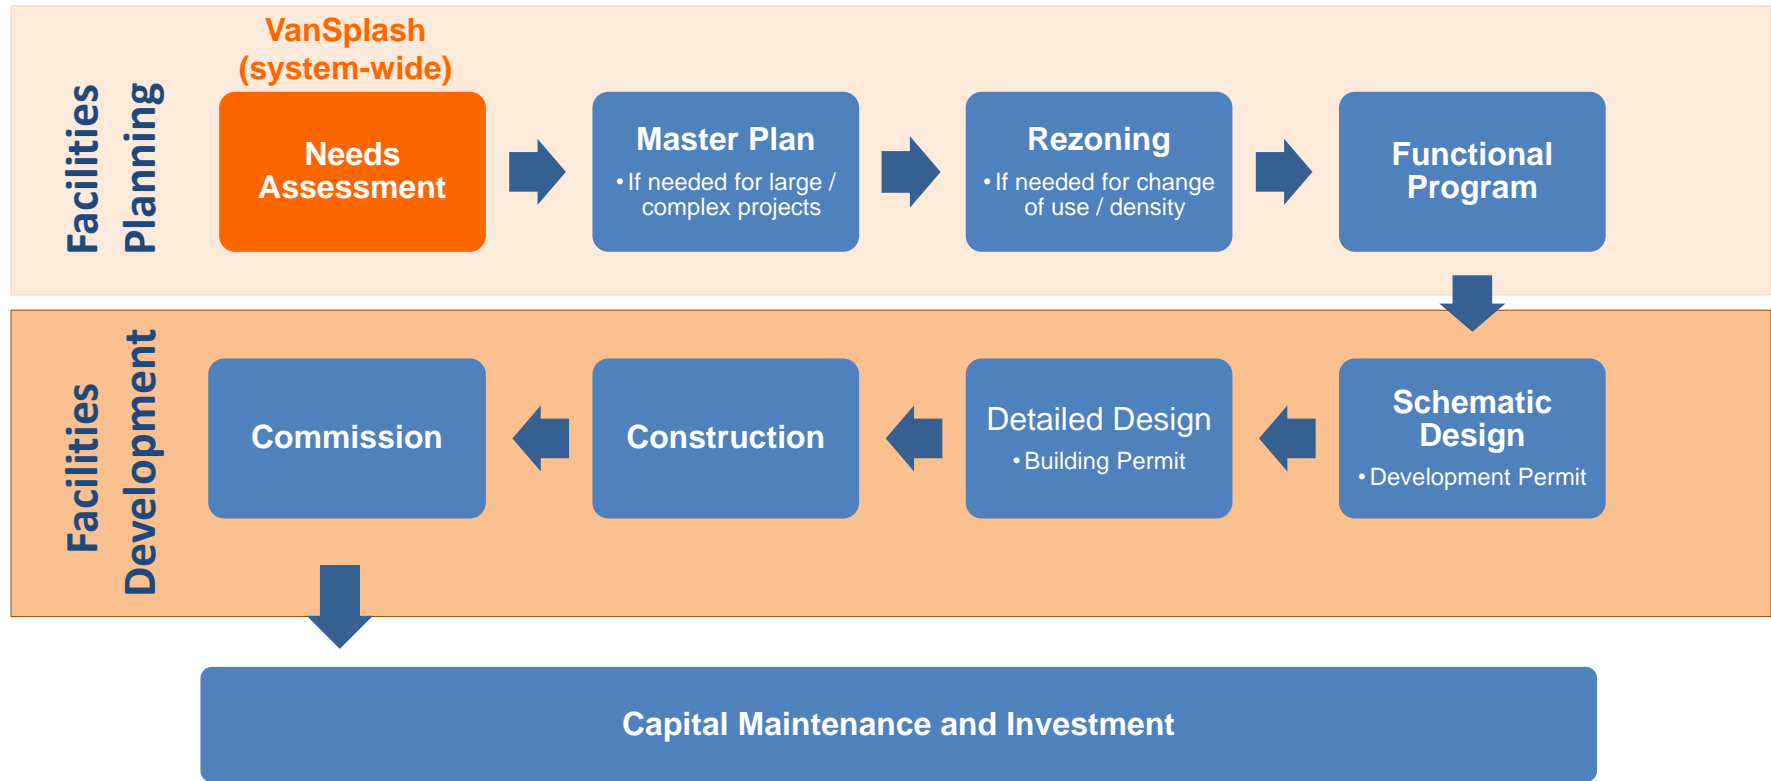 Facilities
Planning
VanSplash
(system-wide)
Needs
Assessment
Master Plan
• If needed for large /
complex projects
Rezoning
• If needed for change
of use / density
Functional
Program
Facilities
Development
Commission
Construction
Detailed Design
• Building Permit
Schematic
Design
• Development Permit
Capital Maintenance and Investment